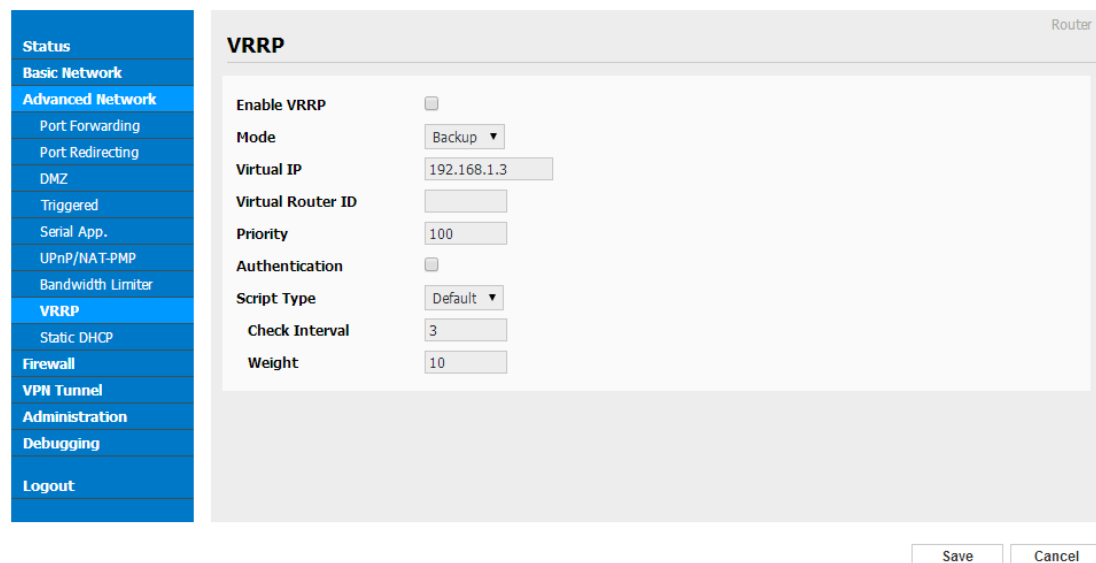 Router
Status
Basic Network
Advanced Network
Port Forwarding
Port Redirecting
DMZ
Triggered
Serial App.
UPnP/NAT-PMP
Bandwidth Limiter
VRRP
Static DHCP
Firewall
VPN Tunnel
Administration
Debugging
Logout
VRRP
Enable VRRP
Mode Backup
Virtual IP 192.168.1.3
Virtual Router ID
Priority 100
Authentication
Script Type Default
Check Interval 3
Weight 10
Save Cancel